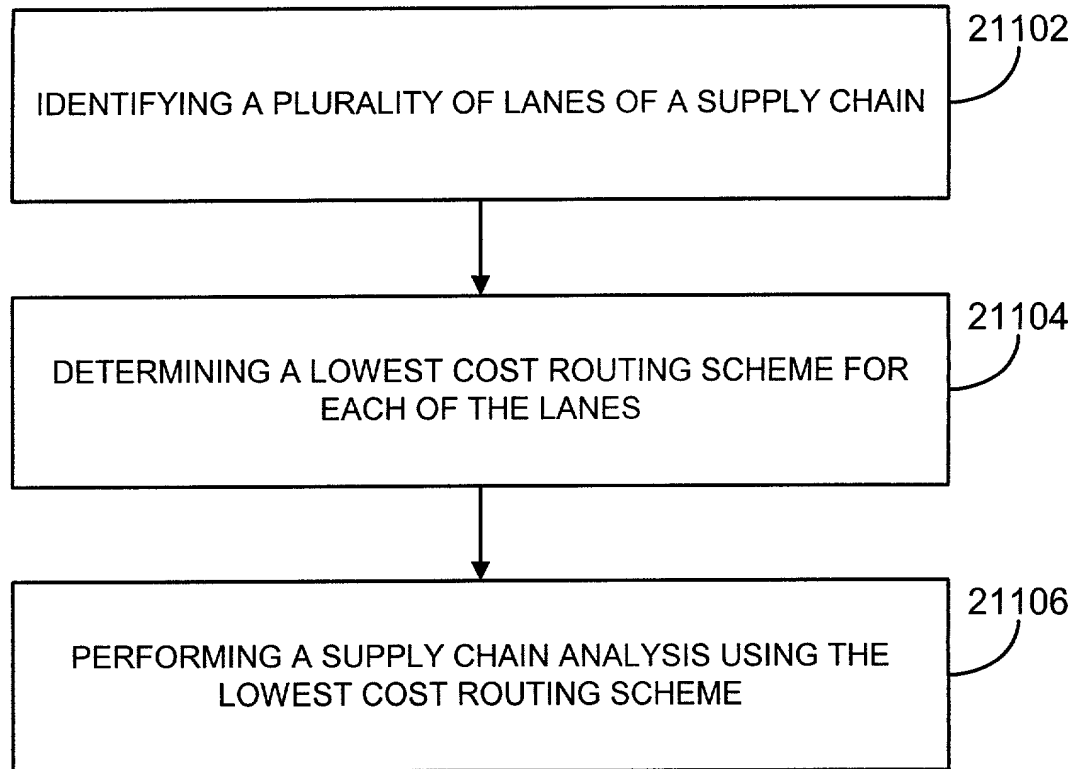 21102
IDENTIFYING A PLURALITY OF LANES OF A SUPPLY CHAIN
21104
DETERMINING A LOWEST COST ROUTING SCHEME FOR
EACH OF THE LANES
21106
PERFORMING A SUPPLY CHAIN ANALYSIS USING THE
LOWEST COST ROUTING SCHEME